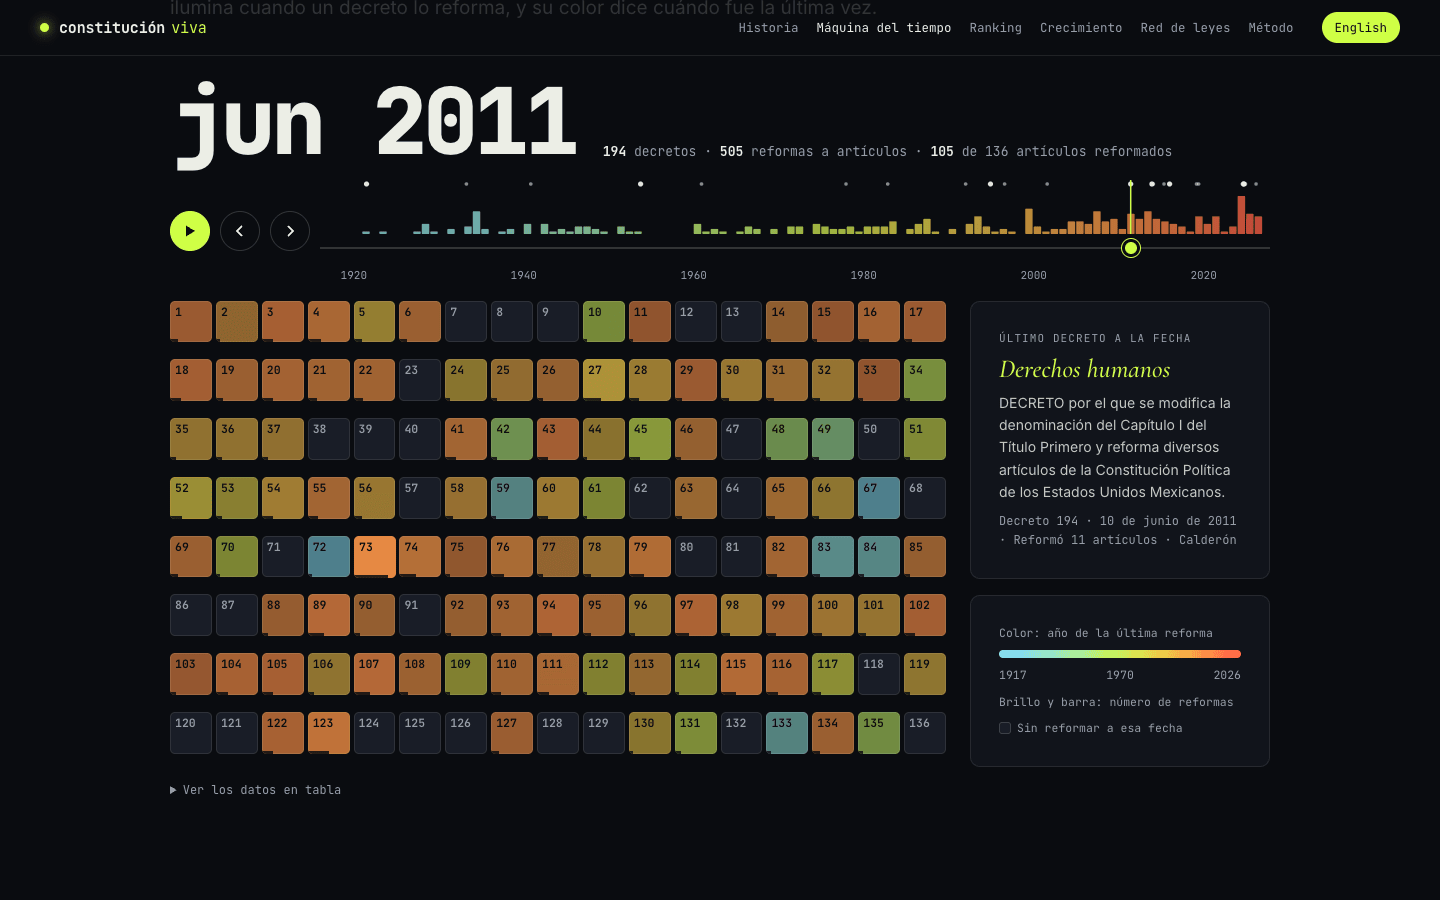 ilumina cuando un decreto lo reforma, y su color dice cuándo fue la última vez.
constitución viva
Historia Máquina del tiempo Ranking Crecimiento Red de leyes Método English
jun 2011
194 decretos · 505 reformas a artículos · 105 de 136 artículos reformados
1920 1940 1960 1980 2000 2020
1 2 3 4 5 6 7 8 9 10 11 12 13 14 15 16 17
18 19 20 21 22 23 24 25 26 27 28 29 30 31 32 33 34
35 36 37 38 39 40 41 42 43 44 45 46 47 48 49 50 51
52 53 54 55 56 57 58 59 60 61 62 63 64 65 66 67 68
69 70 71 72 73 74 75 76 77 78 79 80 81 82 83 84 85
86 87 88 89 90 91 92 93 94 95 96 97 98 99 100 101 102
103 104 105 106 107 108 109 110 111 112 113 114 115 116 117 118 119
120 121 122 123 124 125 126 127 128 129 130 131 132 133 134 135 136
ÚLTIMO DECRETO A LA FECHA
Derechos humanos
DECRETO por el que se modifica la
denominación del Capítulo I del
Título Primero y reforma diversos
artículos de la Constitución Política
de los Estados Unidos Mexicanos.
Decreto 194 · 10 de junio de 2011
· Reformó 11 artículos · Calderón
Color: año de la última reforma
1917 1970 2026
Brillo y barra: número de reformas
Sin reformar a esa fecha
Ver los datos en tabla